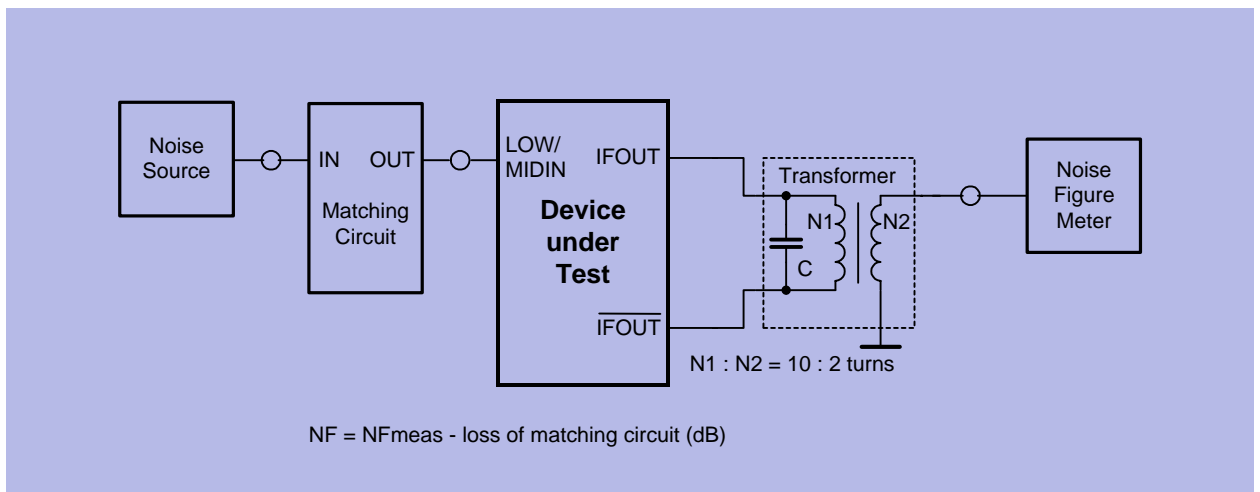 Noise
Source
IN
OUT
Matching
Circuit
LOW/
MIDIN
IFOUT
Device
under
Test
IFOUT
Transformer
N1
N2
C
Noise
Figure
Meter
N1 : N2 = 10 : 2 turns
NF = NFmeas - loss of matching circuit (dB)